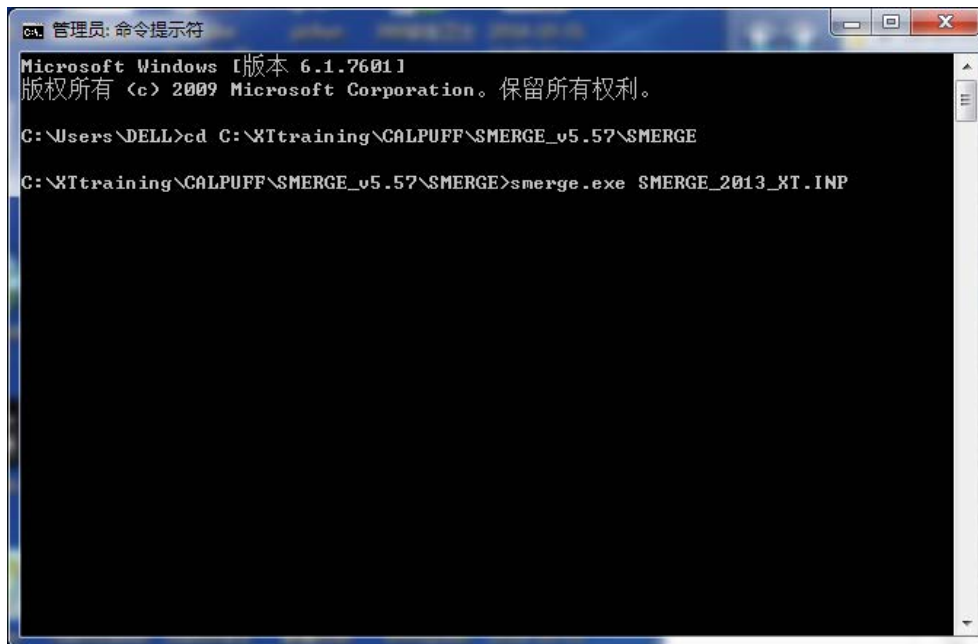 管理员: 命令提示符
Microsoft Windows [版本 6.1.7601]
版权所有 (c) 2009 Microsoft Corporation。保留所有权利。
C:\Users\DELL>cd C:\XTtraining\CALPUFF\SMERGE_v5.57\SMERGE
C:\XTtraining\CALPUFF\SMERGE_v5.57\SMERGE>smerge.exe SMERGE_2013_XT.INP